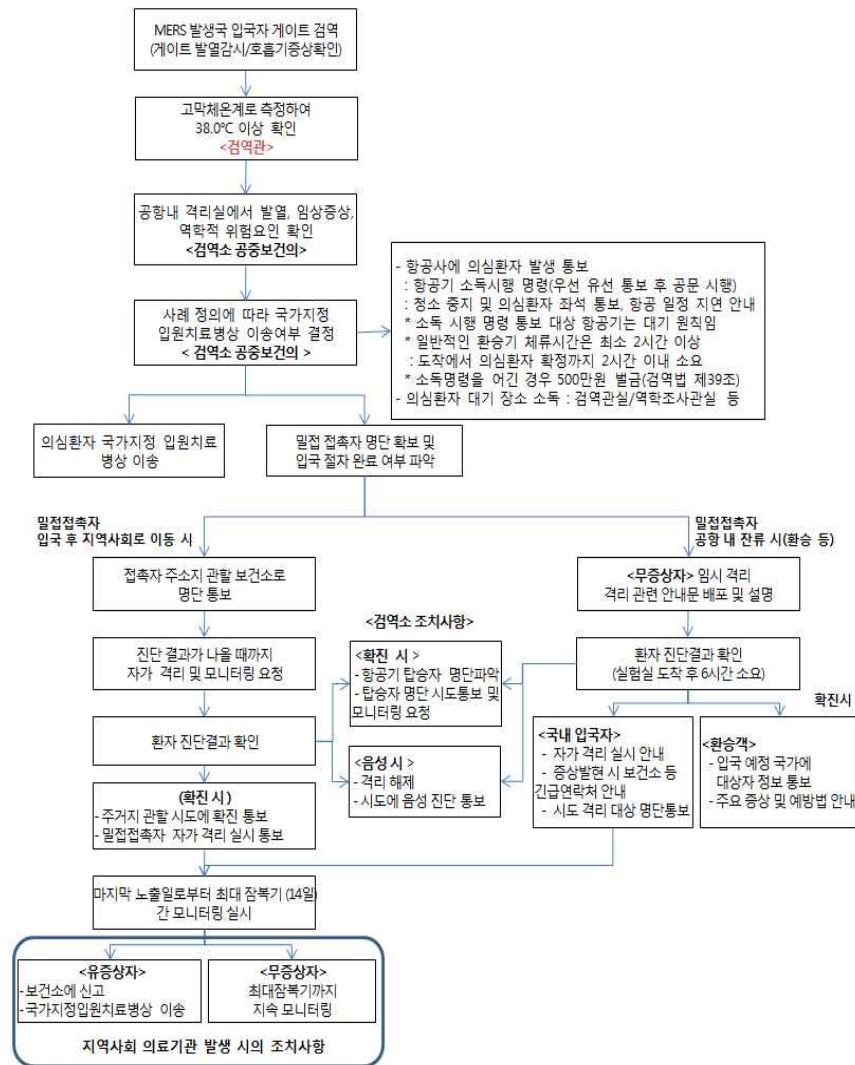 MERS 발생국 입국자 게이트 검역
(게이트 발열감시/호흡기증상확인)
고막체온계로 측정하여
38.0℃ 이상 확인
<검역관>
공항내 격리실에서 발열, 임상증상,
역학적 위험요인 확인
<검역소 공중보건의>
사례 정의에 따라 국가지정
입원치료병상 이송여부 결정
< 검역소 공중보건의 >
- 항공사에 의심환자 발생 통보
: 항공기 소독시행 명령(우선 유선 통보 후 공문 시행)
: 청소 중지 및 의심환자 좌석 통보, 항공 일정 지연 안내
* 소독 시행 명령 통보 대상 항공기는 대기 원칙임
* 일반적인 환승기 체류시간은 최소 2시간 이상
: 도착에서 의심환자 확정까지 2시간 이내 소요
* 소독명령을 어긴 경우 500만원 벌금(검역법 제39조)
- 의심환자 대기 장소 소독 : 검역관실/역학조사관실 등
의심환자 국가지정 입원치료
병상 이송
밀접 접촉자 명단 확보 및
입국 절차 완료 여부 파악
밀접접촉자
입국 후 지역사회로 이동 시
밀접접촉자
공항 내 잔류 시(환승 등)
접촉자 주소지 관할 보건소로
명단 통보
<무증상자> 임시 격리
격리 관련 안내문 배포 및 설명
<검역소 조치사항>
진단 결과가 나올 때까지
자가 격리 및 모니터링 요청
<확진 시>
- 항공기 탑승자 명단파악
- 탑승자 명단 시도통보 및
모니터링 요청
환자 진단결과 확인
(실험실 도착 후 6시간 소요)
확진시
환자 진단결과 확인
<음성 시>
- 격리 해제
- 시도에 음성 진단 통보
<국내 입국자>
- 자가 격리 실시 안내
- 증상발현 시 보건소 등
긴급연락처 안내
- 시도 격리 대상 명단통보
<환승객>
- 입국 예정 국가에
대상자 정보 통보
- 주요 증상 및 예방법 안내
(확진 시 )
- 주거지 관할 시도에 확진 통보
- 밀접접촉자 자가 격리 실시 통보
마지막 노출일로부터 최대 잠복기 (14일)
간 모니터링 실시
<유증상자>
- 보건소에 신고
-국가지정입원치료병상 이송
<무증상자>
최대잠복기까지
지속 모니터링
지역사회 의료기관 발생 시의 조치사항